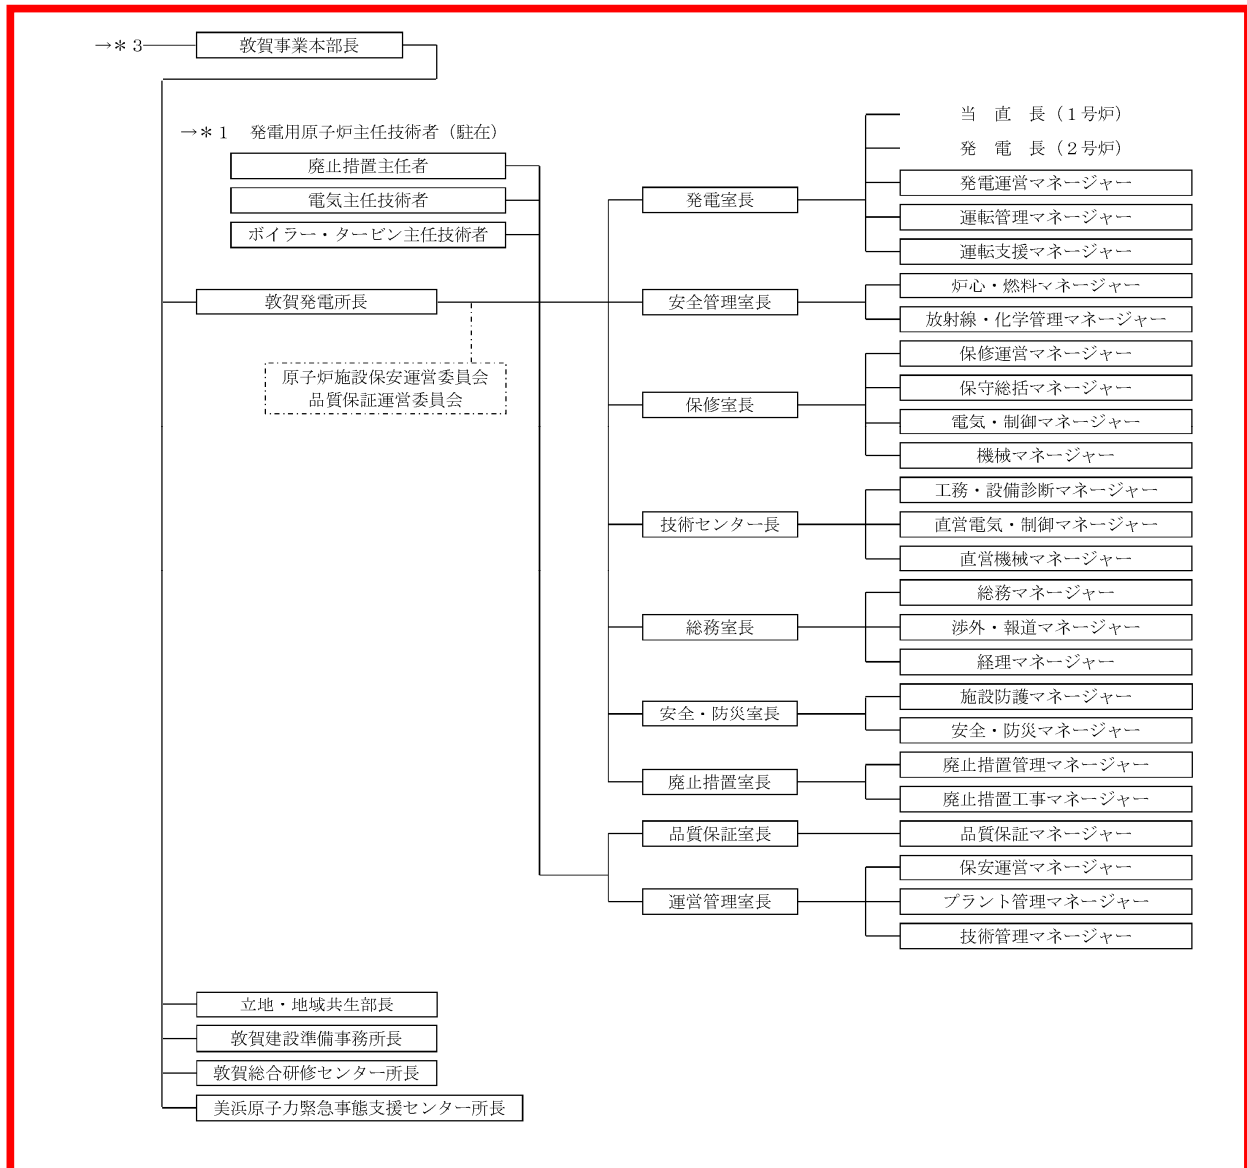 →＊３ 敦賀事業本部長
→＊１ 発電用原子炉主任技術者（駐在）
廃止措置主任者
電気主任技術者
ボイラー・タービン主任技術者
敦賀発電所長
原子炉施設保安運営委員会
品質保証運営委員会
発電室長
当　直　長（１号炉）
発　電　長（２号炉）
発電運営マネージャー
運転管理マネージャー
運転支援マネージャー
安全管理室長
炉心・燃料マネージャー
放射線・化学管理マネージャー
保修室長
保修運営マネージャー
保守総括マネージャー
電気・制御マネージャー
機械マネージャー
技術センター長
工務・設備診断マネージャー
直営電気・制御マネージャー
直営機械マネージャー
総務室長
総務マネージャー
渉外・報道マネージャー
経理マネージャー
安全・防災室長
施設防護マネージャー
安全・防災マネージャー
廃止措置室長
廃止措置管理マネージャー
廃止措置工事マネージャー
品質保証室長
品質保証マネージャー
運営管理室長
保安運営マネージャー
プラント管理マネージャー
技術管理マネージャー
立地・地域共生部長
敦賀建設準備事務所長
敦賀総合研修センター所長
美浜原子力緊急事態支援センター所長